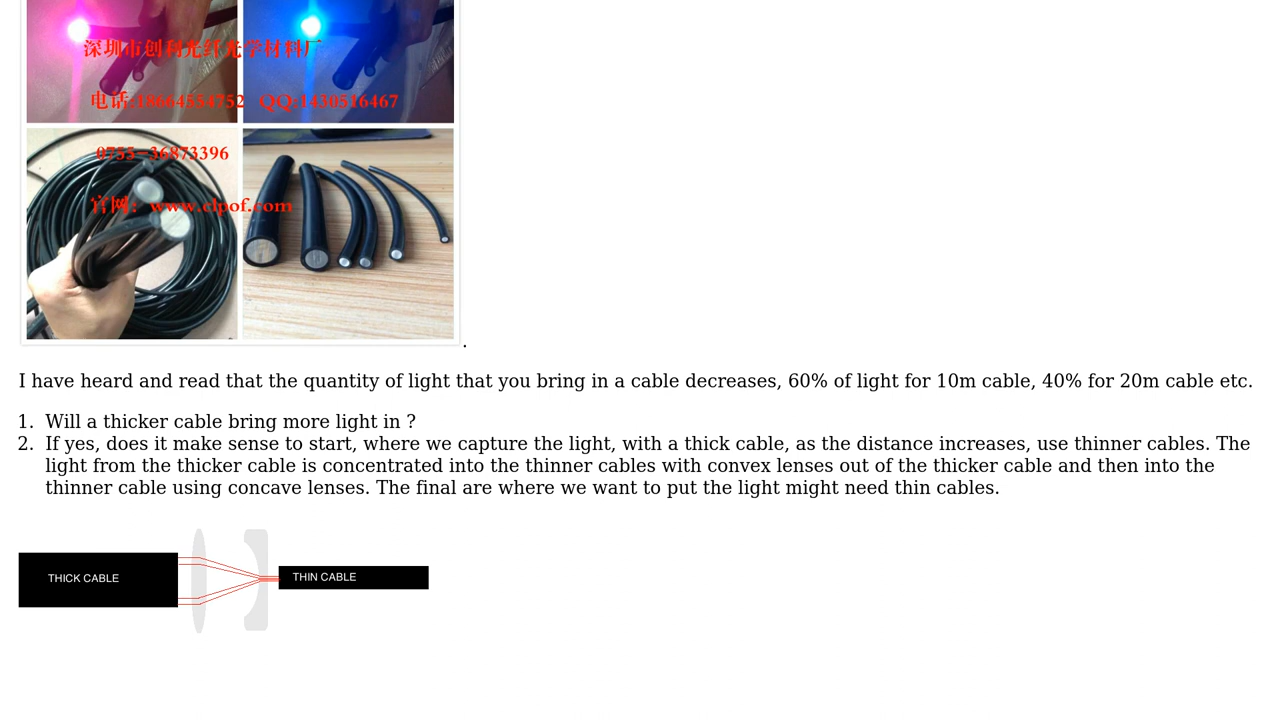 深圳市创利光纤光学材料厂
电话:18664554752 QQ:1430516467
0755-36873396
官网：www.clpof.com
.
I have heard and read that the quantity of light that you bring in a cable decreases, 60% of light for 10m cable, 40% for 20m cable etc.
1. Will a thicker cable bring more light in ?
2. If yes, does it make sense to start, where we capture the light, with a thick cable, as the distance increases, use thinner cables. The
light from the thicker cable is concentrated into the thinner cables with convex lenses out of the thicker cable and then into the
thinner cable using concave lenses. The final are where we want to put the light might need thin cables.
THICK CABLE
THIN CABLE